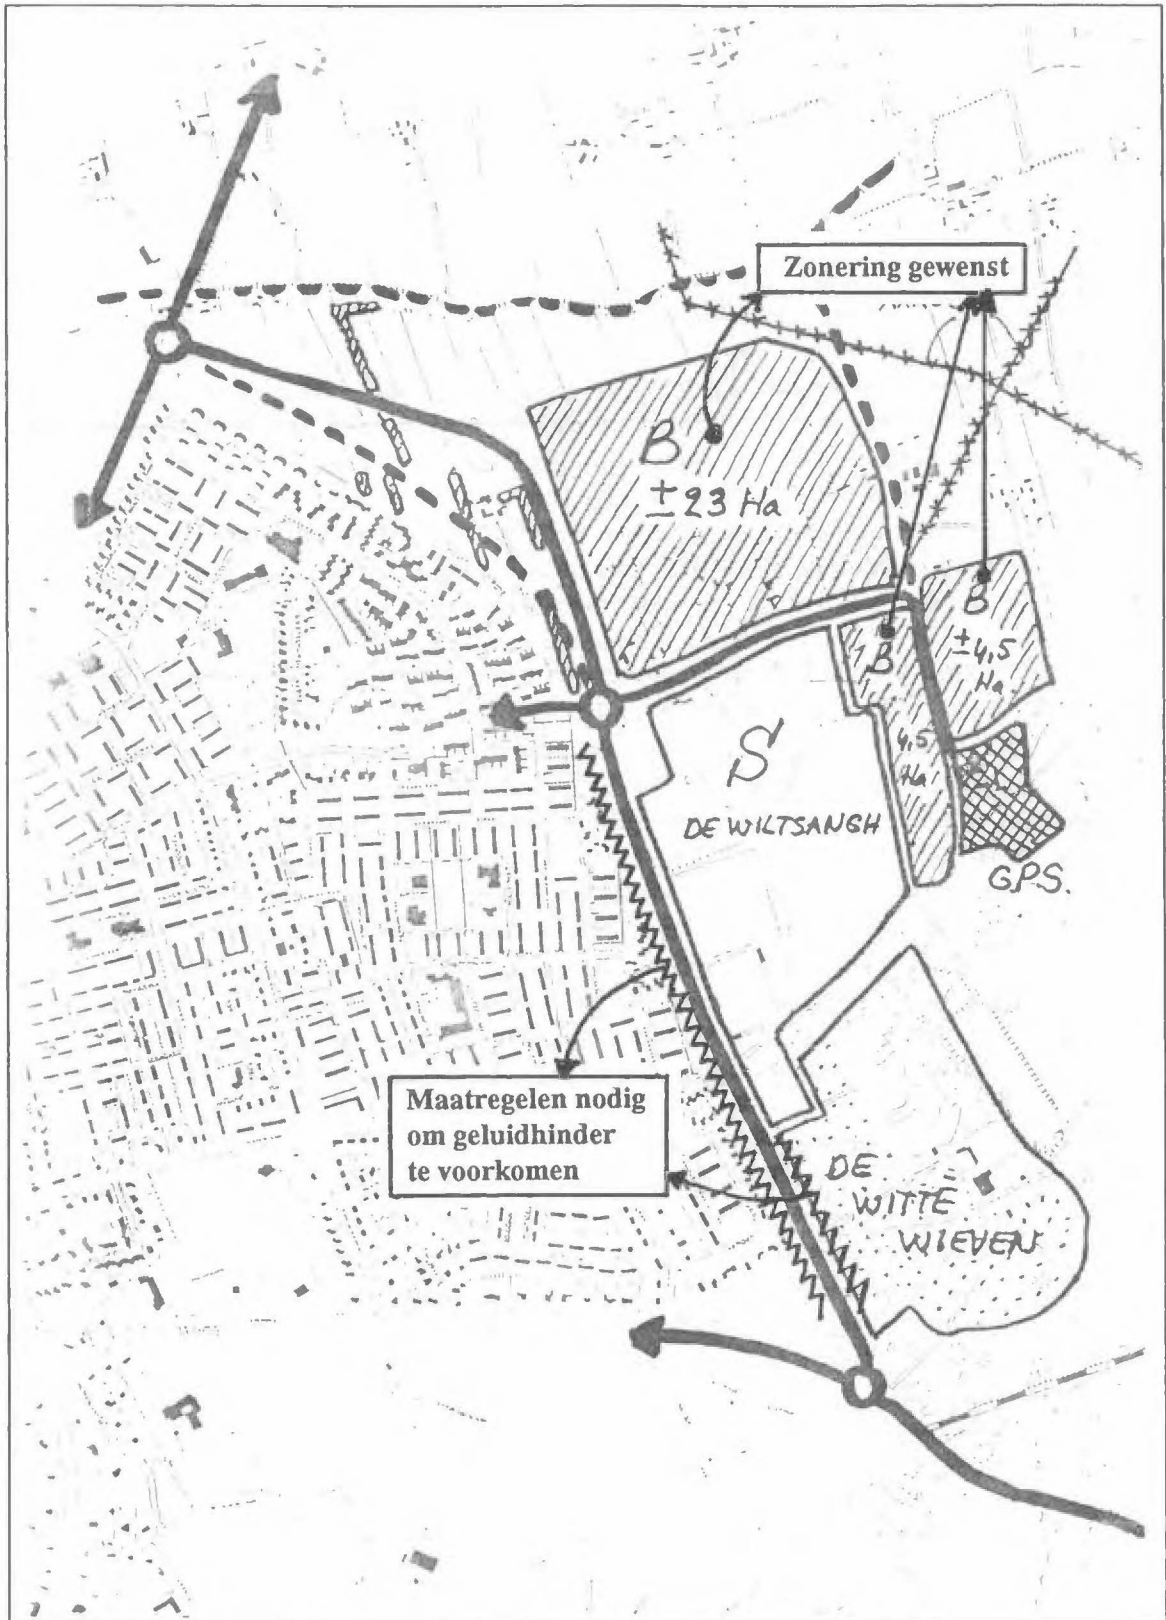 Zonering gewenst
B
± 23 Ha
B
± 4,5
Ha
B
4,5
Ha
S
DE WILTSANGH
G.P.S.
Maatregelen nodig
om geluidhinder
te voorkomen
DE
WITTE
WIEVEN